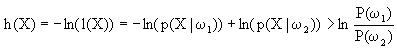 h(X) = −ln(l(X)) = −ln(p(X | ω₁)) + ln(p(X | ω₂)) > ln P(ω₁)/P(ω₂)